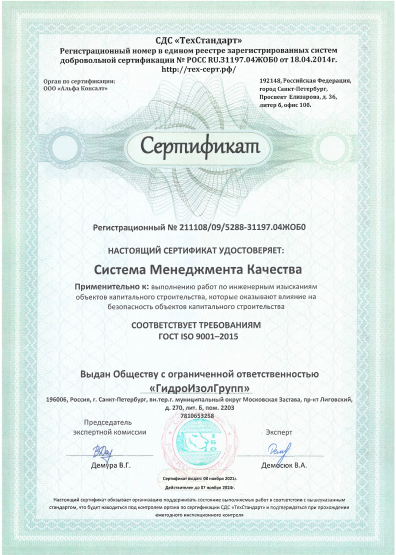 СДС «ТехСтандарт»
Регистрационный номер в едином реестре зарегистрированных систем
добровольной сертификации № РОСС RU.31197.04ЖОБ0 от 18.04.2014г.
http://тех-серт.рф/
Орган по сертификации:
ООО «Альфа Консалт»
192148, Российская Федерация,
город Санкт-Петербург,
Проспект Елизарова, д. 36,
литер б, офис 106.
Сертификат
Регистрационный № 211108/09/5288-31197.04ЖОБ0
НАСТОЯЩИЙ СЕРТИФИКАТ УДОСТОВЕРЯЕТ:
Система Менеджмента Качества
Применительно к: выполнению работ по инженерным изысканиям
объектов капитального строительства, которые оказывают влияние на
безопасность объектов капитального строительства
СООТВЕТСТВУЕТ ТРЕБОВАНИЯМ
ГОСТ ISO 9001–2015
Выдан Обществу с ограниченной ответственностью
«ГидроИзолГрупп»
196006, Россия, г. Санкт-Петербург, вн.тер.г. муниципальный округ Московская Застава, пр-кт Лиговский,
д. 270, лит. Б, пом. 2203
7810653258
Председатель
экспертной комиссии
Демура В.Г.
Эксперт
Демосюк В.А.
Сертификат выдан: 08 ноября 2021г.
Действителен до: 07 ноября 2024г.
Настоящий сертификат обязывает организацию поддерживать состояние выполняемых работ в соответствии с вышеуказанным
стандартом, что будет находиться под контролем органа по сертификации СДС «ТехСтандарт» и подтверждаться при прохождении
ежегодного инспекционного контроля